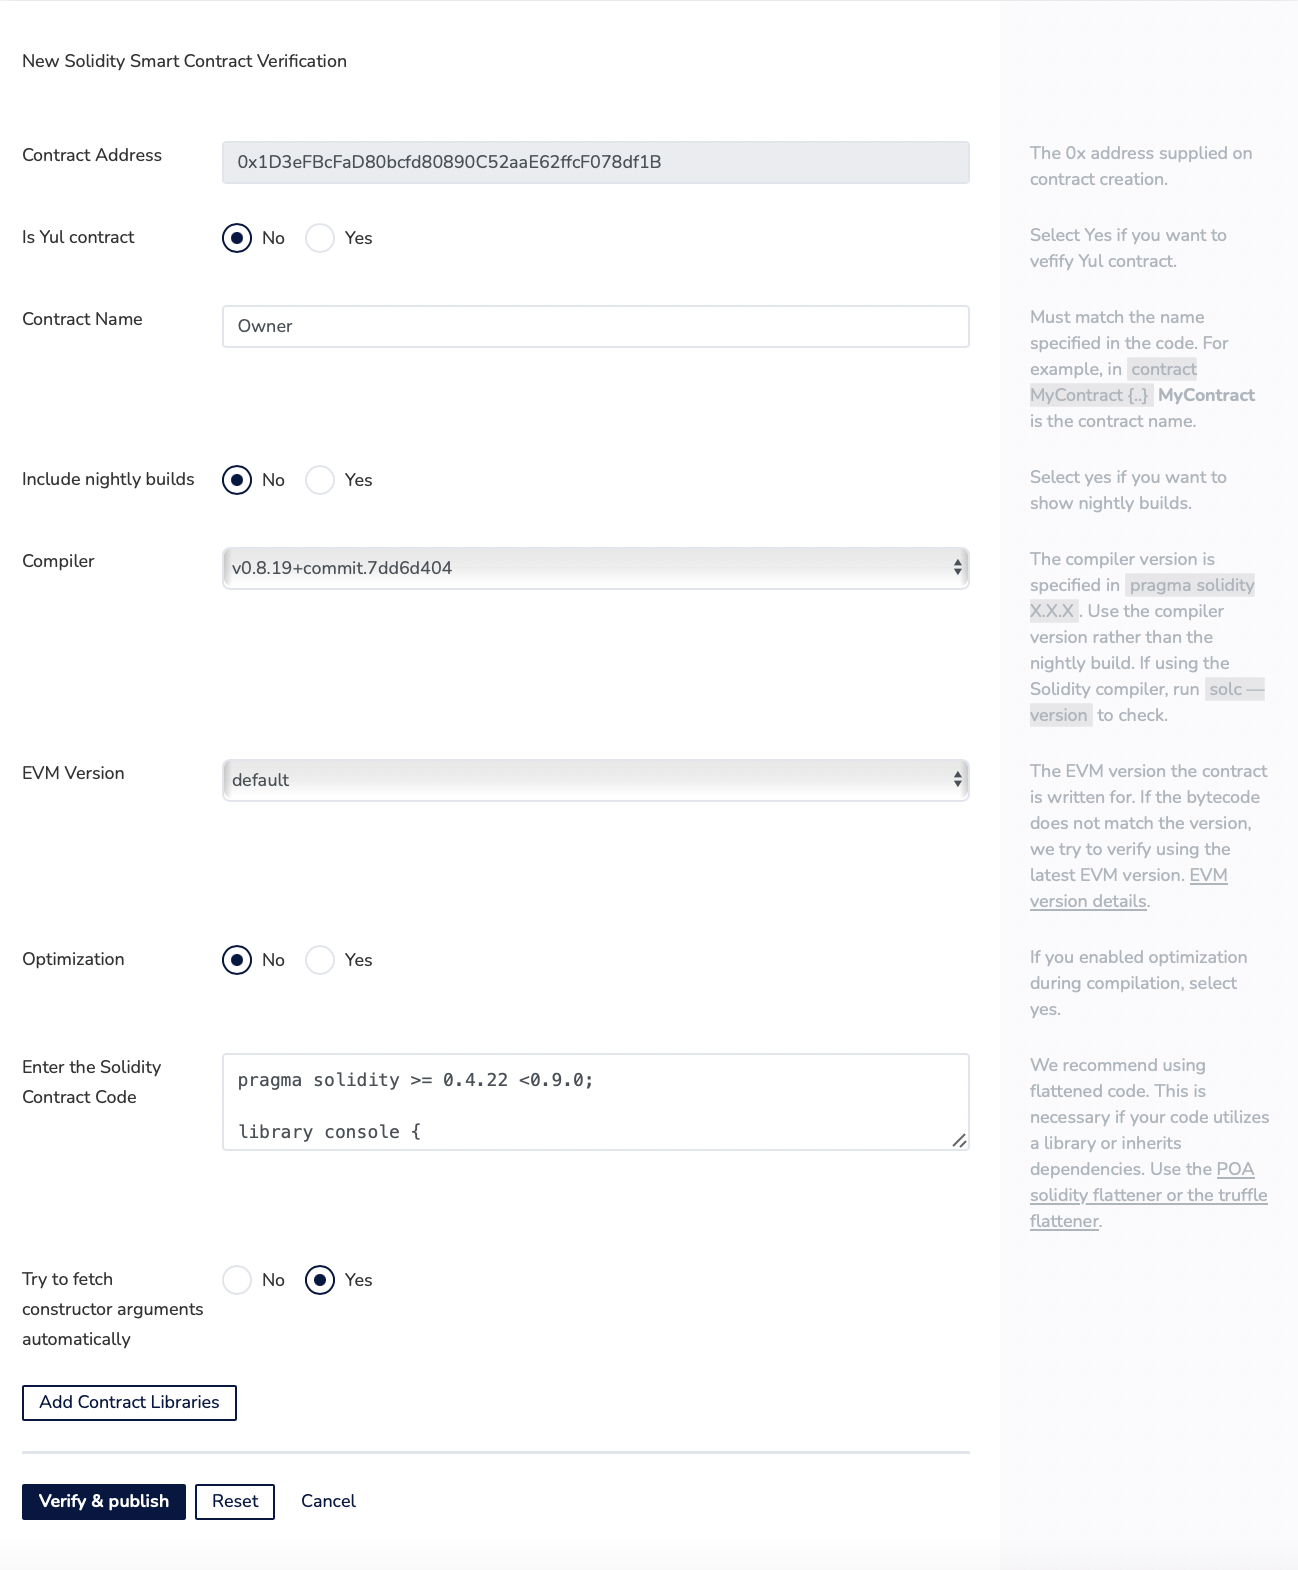 New Solidity Smart Contract Verification
Contract Address
0x1D3eFBcFaD80bcfd80890C52aaE62ffcF078df1B
The 0x address supplied on
contract creation.
Is Yul contract
No
Yes
Select Yes if you want to
vefify Yul contract.
Contract Name
Owner
Must match the name
specified in the code. For
example, in contract
MyContract {..} MyContract
is the contract name.
Include nightly builds
No
Yes
Select yes if you want to
show nightly builds.
Compiler
v0.8.19+commit.7dd6d404
The compiler version is
specified in pragma solidity
X.X.X. Use the compiler
version rather than the
nightly build. If using the
Solidity compiler, run solc —
version to check.
EVM Version
default
The EVM version the contract
is written for. If the bytecode
does not match the version,
we try to verify using the
latest EVM version. EVM
version details.
Optimization
No
Yes
If you enabled optimization
during compilation, select
yes.
Enter the Solidity
Contract Code
pragma solidity >= 0.4.22 <0.9.0;
library console {
We recommend using
flattened code. This is
necessary if your code utilizes
a library or inherits
dependencies. Use the POA
solidity flattener or the truffle
flattener.
Try to fetch
constructor arguments
automatically
No
Yes
Add Contract Libraries
Verify & publish
Reset
Cancel